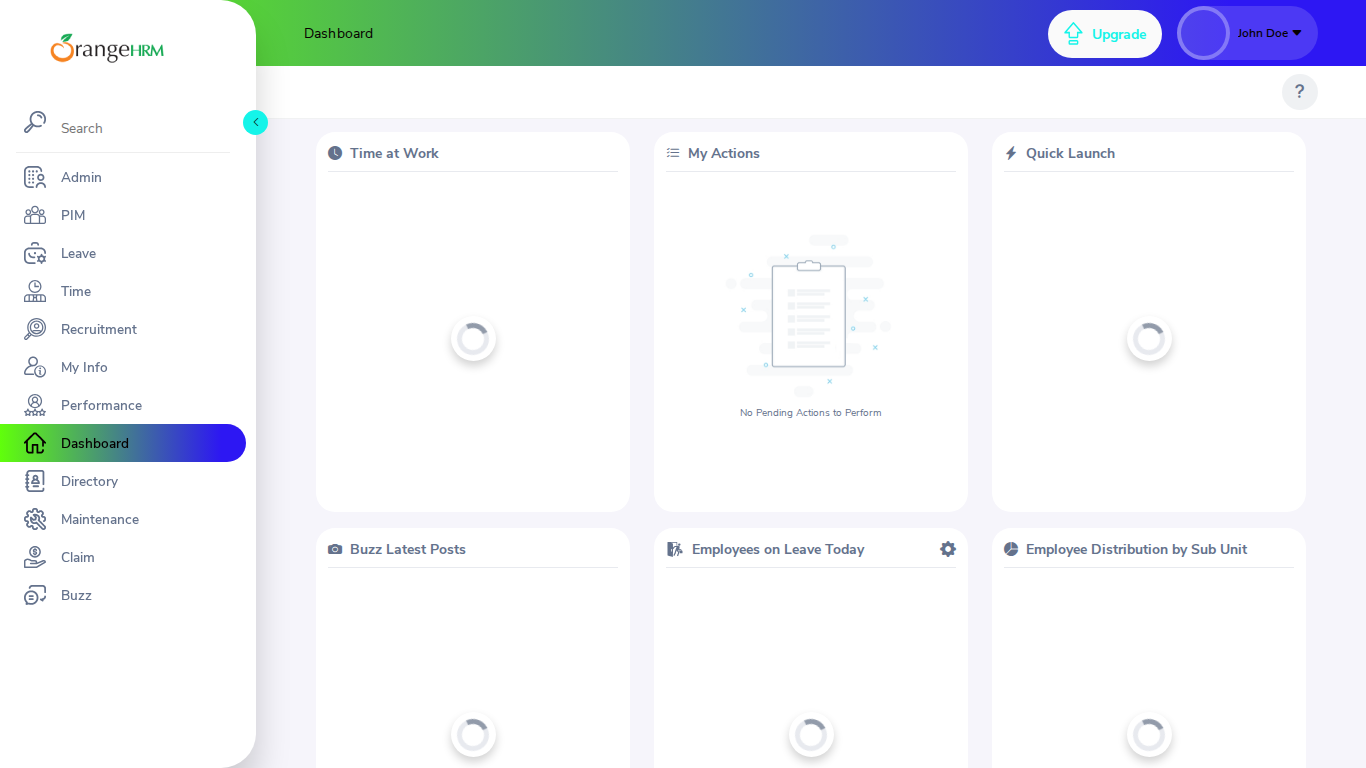 OrangeHRM
Dashboard
Upgrade
John Doe
?
Search
Admin
PIM
Leave
Time
Recruitment
My Info
Performance
Dashboard
Directory
Maintenance
Claim
Buzz
Time at Work
My Actions
Quick Launch
No Pending Actions to Perform
Buzz Latest Posts
Employees on Leave Today
Employee Distribution by Sub Unit